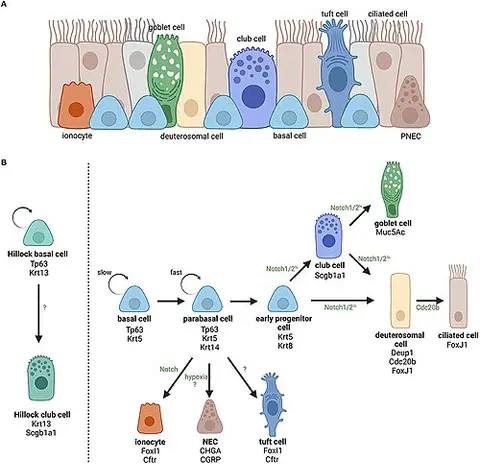 A
goblet cell
club cell
tuft cell
ciliated cell
ionocyte
deuterosomal cell
basal cell
PNEC
B
Hillock basal cell
Tp63
Krt13
?
Hillock club cell
Krt13
Scgb1a1
slow
basal cell
Tp63
Krt5
fast
parabasal cell
Tp63
Krt5
Krt14
early progenitor
cell
Krt5
Krt8
Notch1/2hi
club cell
Scgb1a1
Notch1/2hi
goblet cell
Muc5Ac
Notch1/2lo
Notch1/2lo
deuterosomal
cell
Deup1
Cdc20b
FoxJ1
Cdc20b
ciliated cell
FoxJ1
Notch
hypoxia
?
?
ionocyte
FoxI1
Cftr
NEC
CHGA
CGRP
tuft cell
FoxI1
Cftr